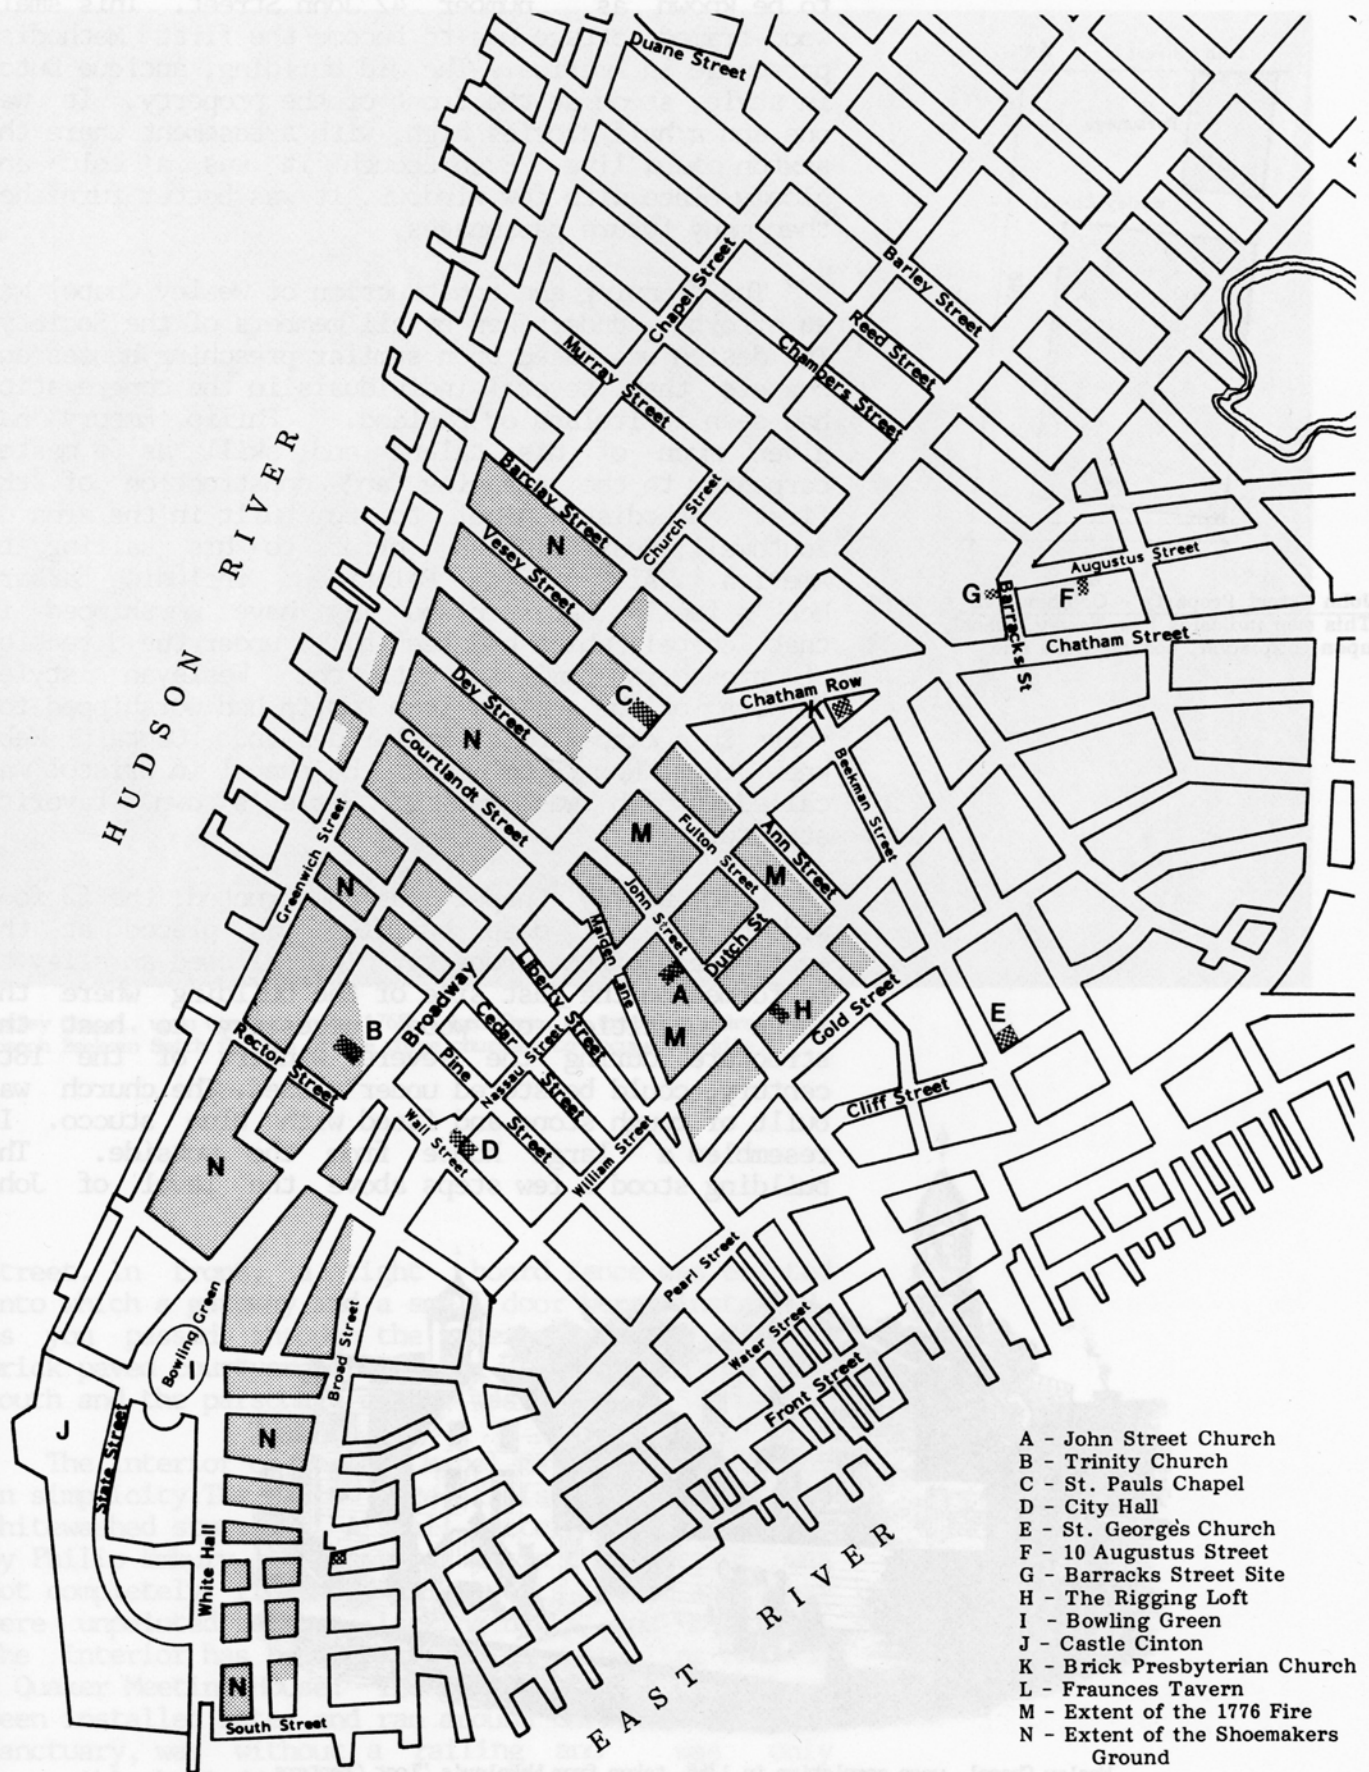 Duane Street
Chapel Street
Barley Street
Reed Street
Chambers Street
Murray Street
Barclay Street
Church Street
Vesey Street
N
HUDSON RIVER
Augustus Street
G
F
Barracks St
Chatham Street
Chatham Row
K
C
Dey Street
N
Courtlandt Street
Beekman Street
M
Fulton Street
Ann Street
M
Greenwich Street
N
John Street
Maiden Lane
Dutch St
A
M
H
Gold Street
E
Broadway
Liberty Street
Cedar Street
Pine Street
Nassau Street
B
Rector Street
Wall Street
D
William Street
Cliff Street
N
Pearl Street
Water Street
Front Street
Bowling Green
I
Broad Street
J
State Street
N
White Hall
L
N
South Street
EAST RIVER
A - John Street Church
B - Trinity Church
C - St. Pauls Chapel
D - City Hall
E - St. George's Church
F - 10 Augustus Street
G - Barracks Street Site
H - The Rigging Loft
I - Bowling Green
J - Castle Cinton
K - Brick Presbyterian Church
L - Fraunces Tavern
M - Extent of the 1776 Fire
N - Extent of the Shoemakers
Ground